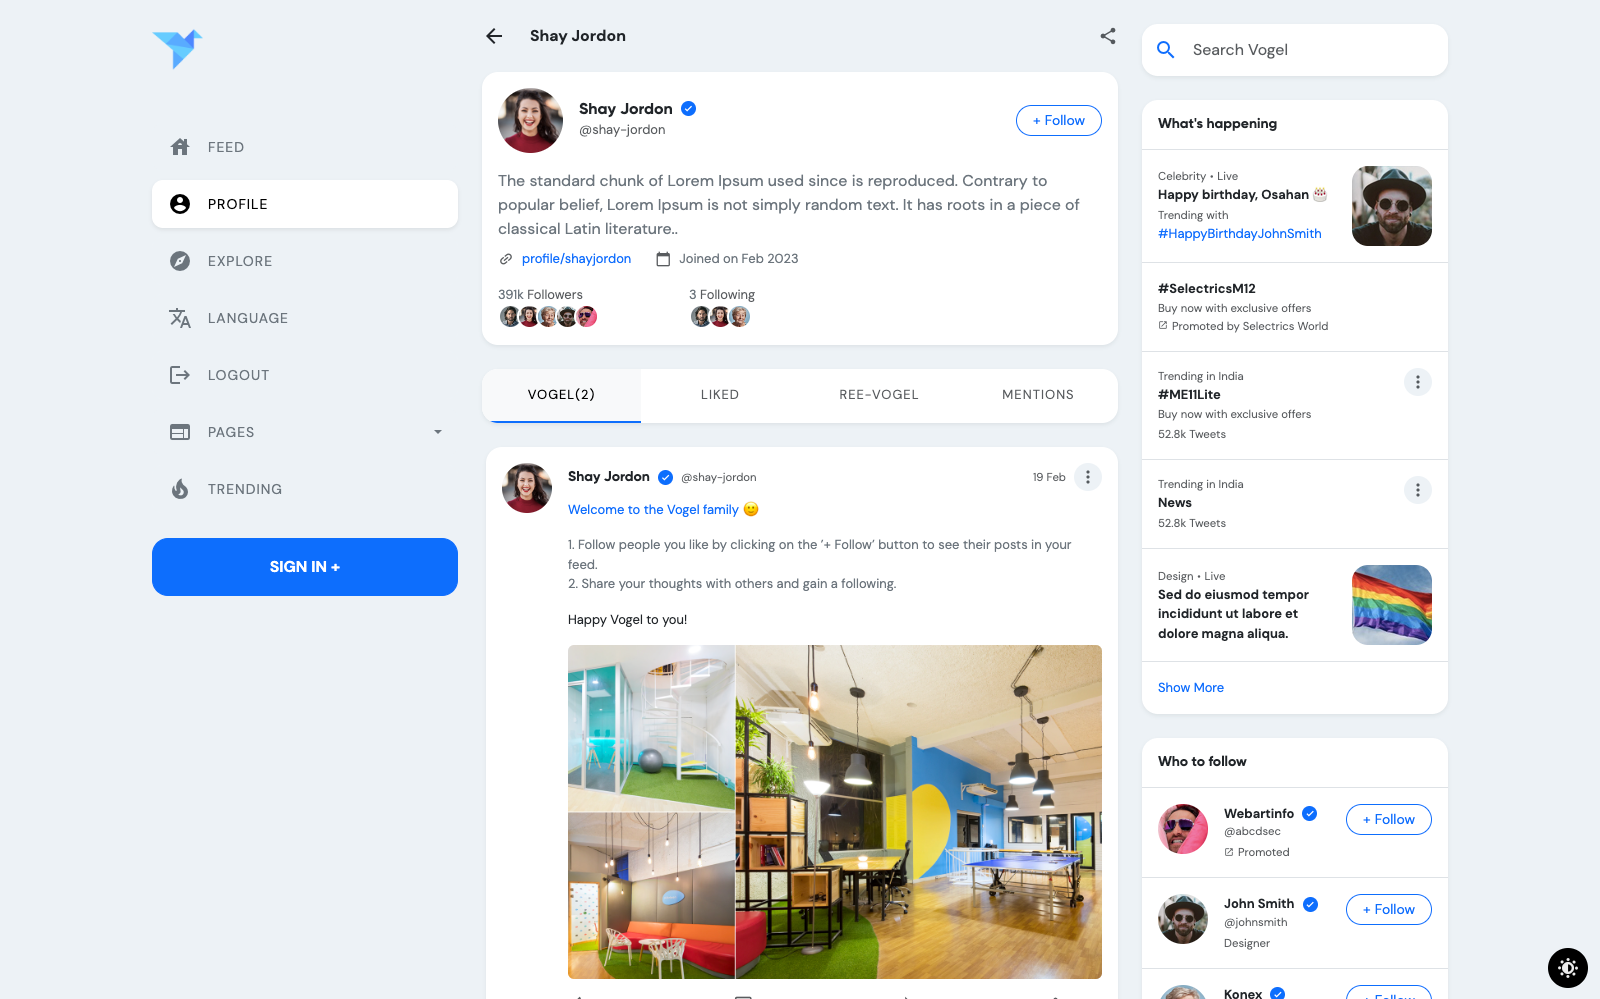 FEED
PROFILE
EXPLORE
LANGUAGE
LOGOUT
PAGES
TRENDING
SIGN IN +
Shay Jordon
Shay Jordon
@shay-jordon
+ Follow
The standard chunk of Lorem Ipsum used since is reproduced. Contrary to
popular belief, Lorem Ipsum is not simply random text. It has roots in a piece of
classical Latin literature..
profile/shayjordon Joined on Feb 2023
391k Followers 3 Following
VOGEL(2) LIKED REE-VOGEL MENTIONS
Shay Jordon @shay-jordon 19 Feb
Welcome to the Vogel family 🙂
1. Follow people you like by clicking on the '+ Follow' button to see their posts in your
feed.
2. Share your thoughts with others and gain a following.
Happy Vogel to you!
Search Vogel
What's happening
Celebrity • Live
Happy birthday, Osahan 🎂
Trending with
#HappyBirthdayJohnSmith
#SelectricsM12
Buy now with exclusive offers
Promoted by Selectrics World
Trending in India
#ME11Lite
Buy now with exclusive offers
52.8k Tweets
Trending in India
News
52.8k Tweets
Design • Live
Sed do eiusmod tempor
incididunt ut labore et
dolore magna aliqua.
Show More
Who to follow
Webartinfo
@abcdsec
Promoted
+ Follow
John Smith
@johnsmith
Designer
+ Follow
Konex
+ Follow